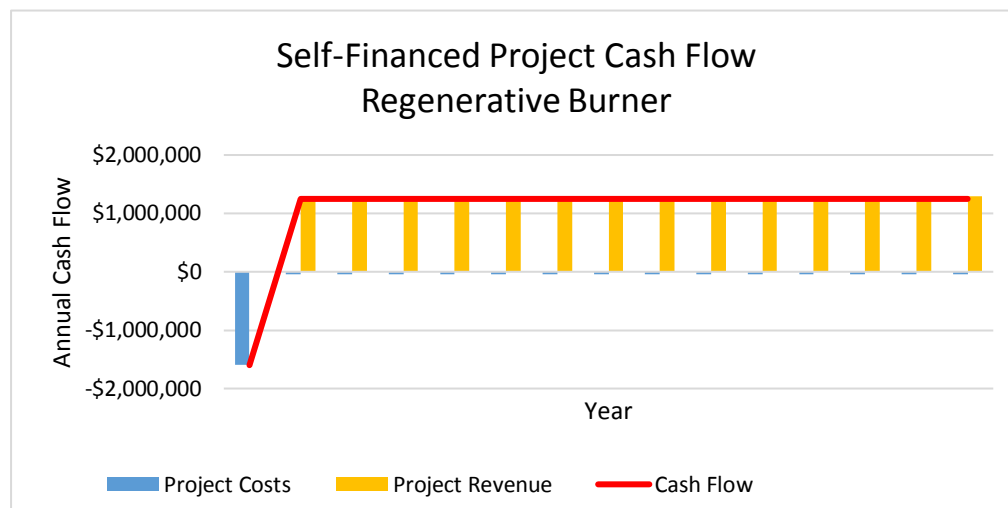 Self-Financed Project Cash Flow
Regenerative Burner
$2,000,000
$1,000,000
$0
-$1,000,000
-$2,000,000
Annual Cash Flow
Year
Project Costs
Project Revenue
Cash Flow